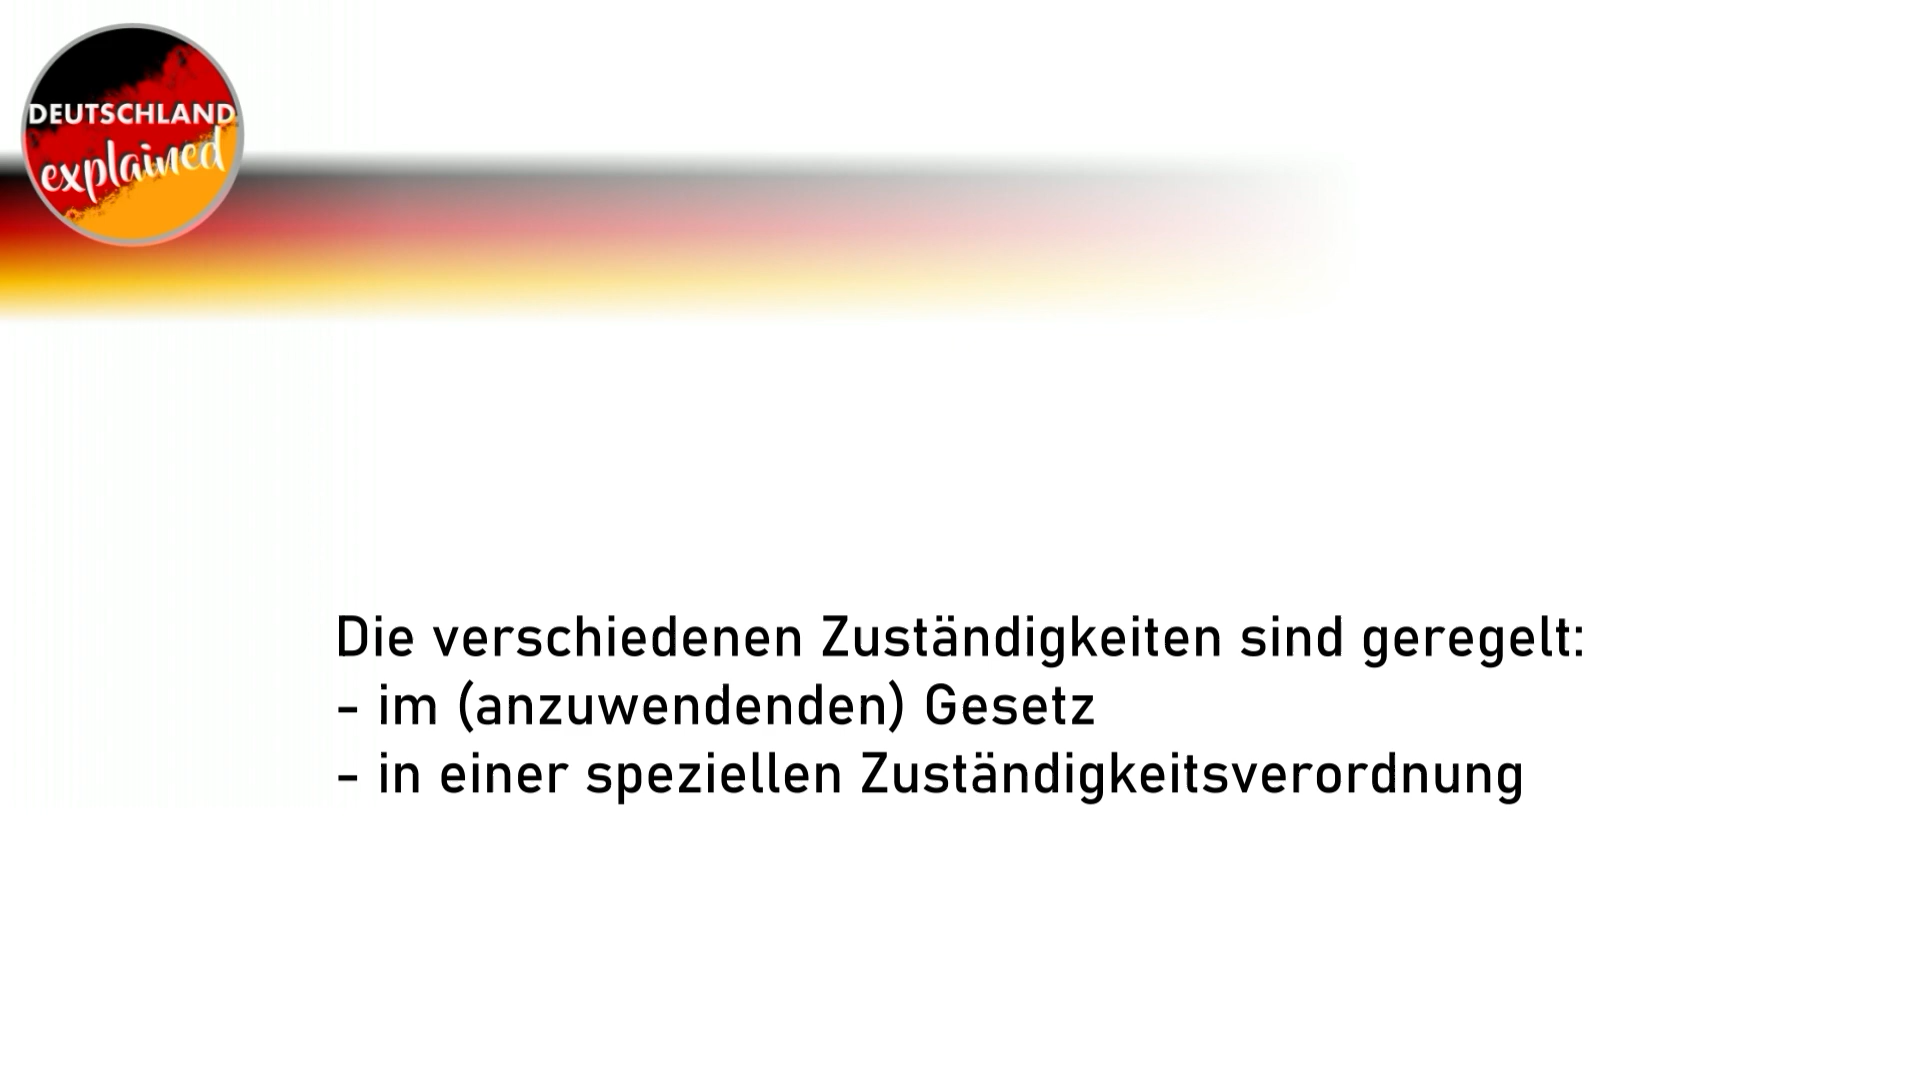 DEUTSCHLAND
explained
Die verschiedenen Zuständigkeiten sind geregelt:
- im (anzuwendenden) Gesetz
- in einer speziellen Zuständigkeitsverordnung